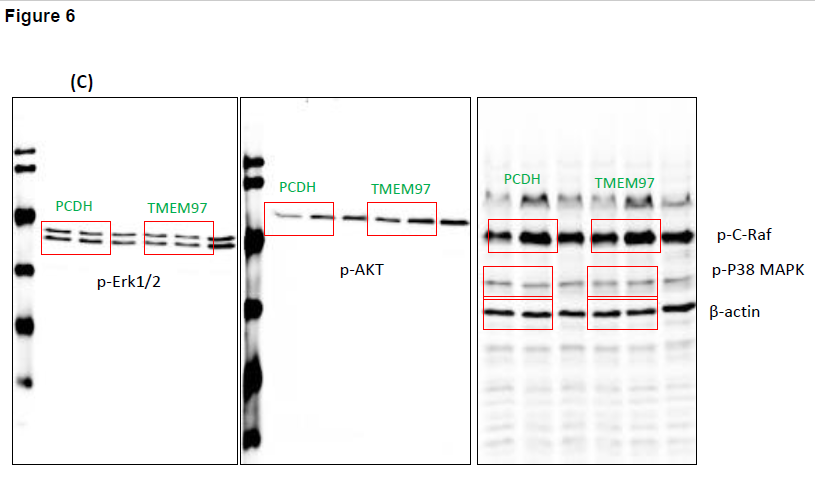 Figure 6
(C)
PCDH
TMEM97
p-Erk1/2
PCDH
TMEM97
p-AKT
PCDH
TMEM97
p-C-Raf
p-P38 MAPK
β-actin